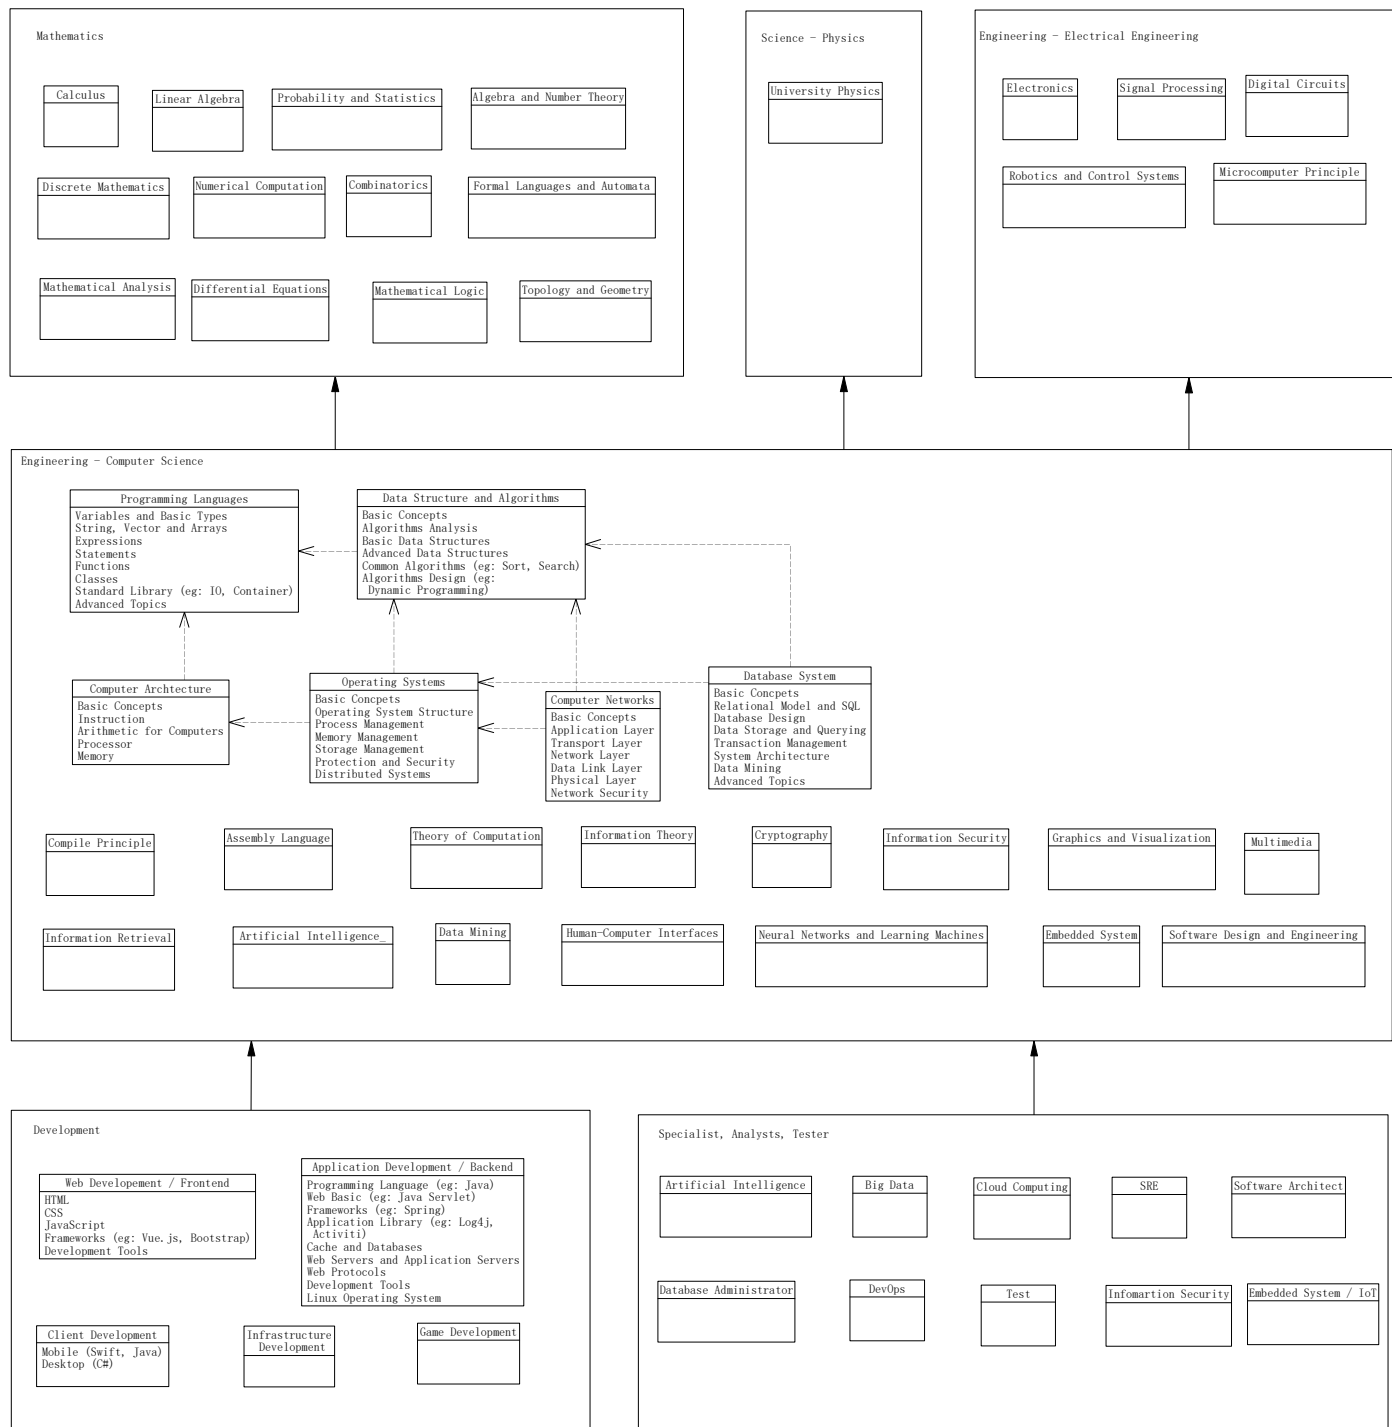 Mathematics
Calculus
Linear Algebra
Probability and Statistics
Algebra and Number Theory
Discrete Mathematics
Numerical Computation
Combinatorics
Formal Languages and Automata
Mathematical Analysis
Differential Equations
Mathematical Logic
Topology and Geometry
Science - Physics
University Physics
Engineering - Electrical Engineering
Electronics
Signal Processing
Digital Circuits
Robotics and Control Systems
Microcomputer Principle
Engineering - Computer Science
Programming Languages
Variables and Basic Types
String, Vector and Arrays
Expressions
Statements
Functions
Classes
Standard Library (eg: IO, Container)
Advanced Topics
Data Structure and Algorithms
Basic Concepts
Algorithms Analysis
Basic Data Structures
Advanced Data Structures
Common Algorithms (eg: Sort, Search)
Algorithms Design (eg:
Dynamic Programming)
Computer Archtecture
Basic Concepts
Instruction
Arithmetic for Computers
Processor
Memory
Operating Systems
Basic Concpets
Operating System Structure
Process Management
Memory Management
Storage Management
Protection and Security
Distributed Systems
Computer Networks
Basic Concepts
Application Layer
Transport Layer
Network Layer
Data Link Layer
Physical Layer
Network Security
Database System
Basic Concpets
Relational Model and SQL
Database Design
Data Storage and Querying
Transaction Management
System Architecture
Data Mining
Advanced Topics
Compile Principle
Assembly Language
Theory of Computation
Information Theory
Cryptography
Information Security
Graphics and Visualization
Multimedia
Information Retrieval
Artificial Intelligence_
Data Mining
Human-Computer Interfaces
Neural Networks and Learning Machines
Embedded System
Software Design and Engineering
Development
Web Developement / Frontend
HTML
CSS
JavaScript
Frameworks (eg: Vue.js, Bootstrap)
Development Tools
Application Development / Backend
Programming Language (eg: Java)
Web Basic (eg: Java Servlet)
Frameworks (eg: Spring)
Application Library (eg: Log4j,
Activiti)
Cache and Databases
Web Servers and Application Servers
Web Protocols
Development Tools
Linux Operating System
Client Development
Mobile (Swift, Java)
Desktop (C#)
Infrastructure
Development
Game Development
Specialist, Analysts, Tester
Artificial Intelligence
Big Data
Cloud Computing
SRE
Software Architect
Database Administrator
DevOps
Test
Infomartion Security
Embedded System / IoT